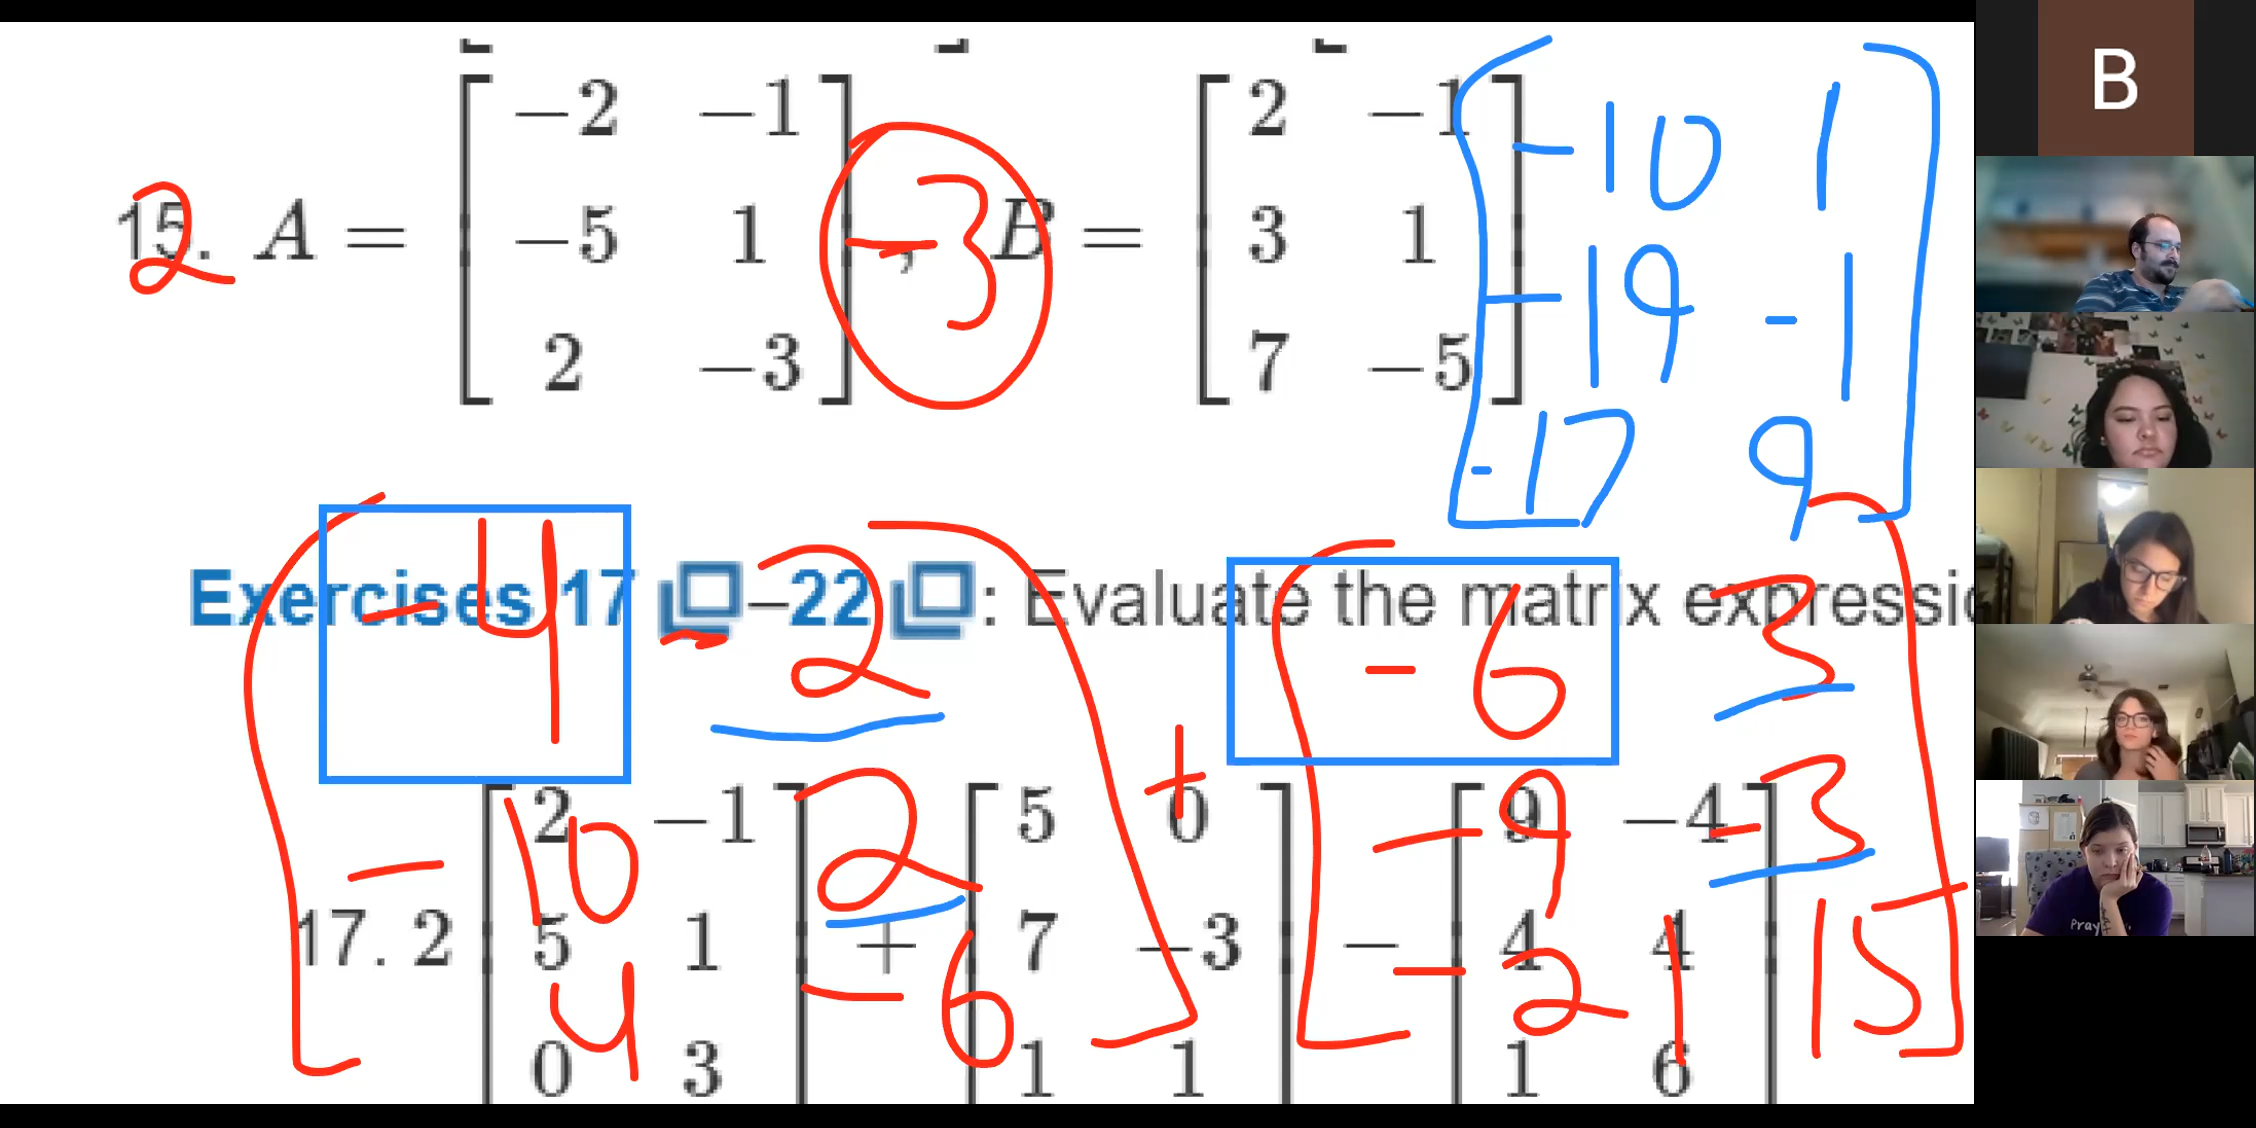 −2 −1 2 −1 -10 1
2 15. A = −5 1 , -3 B = 3 1 . -19 -1
2 −3 7 −5 -17 9
-4 -2 -6 3
Exercises 17 –22 : Evaluate the matrix
-10 2 + -9 -3
4 -6 -21 15
2 −1 5 0 9 −4
17. 2 5 1 + 7 −3 − 4 4
0 3 1 1 1 6
B
Pray